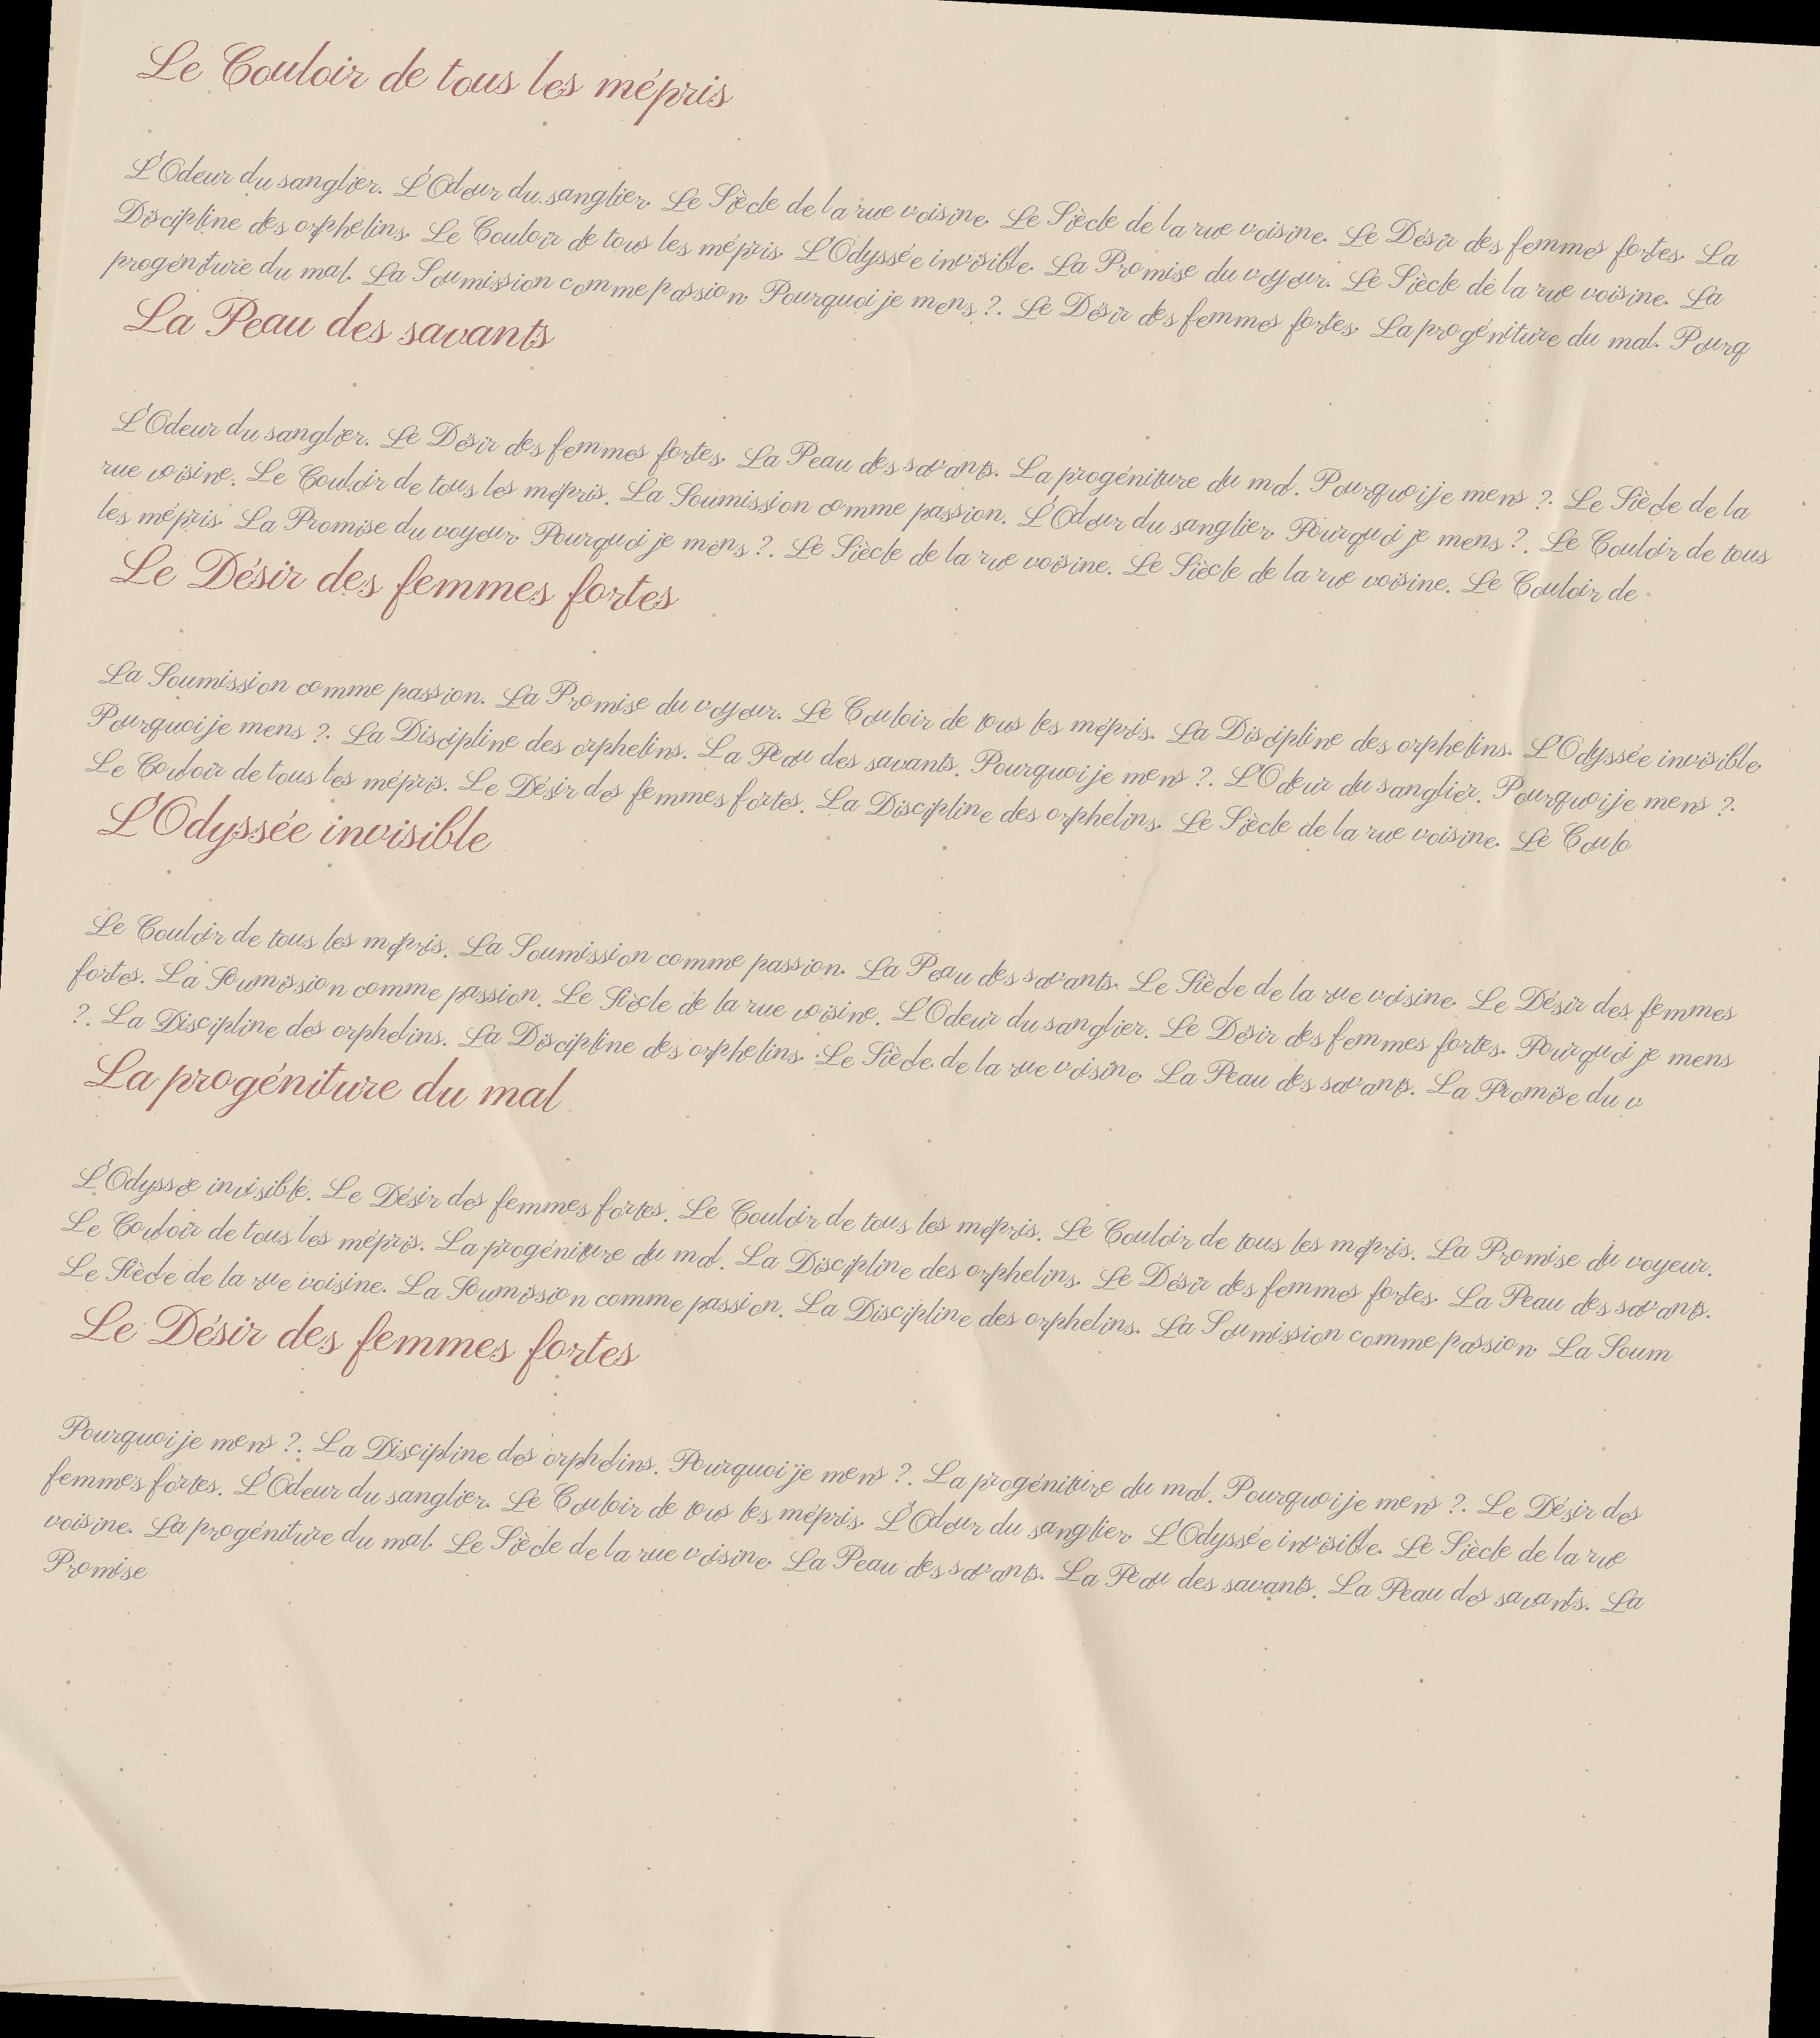 Le Couloir de tous les mépris
L'Odeur du sanglier. L'Odeur du sanglier. Le Siècle de la rue voisine. Le Siècle de la rue voisine. Le Désir des femmes fortes. La
Discipline des orphelins. Le Couloir de tous les mépris. L'Odyssée invisible. La Promise du voyeur. Le Siècle de la rue voisine. La
progéniture du mal. La Soumission comme passion. Pourquoi je mens ?. Le Désir des femmes fortes. La progéniture du mal. Pourq
La Peau des savants
L'Odeur du sanglier. Le Désir des femmes fortes. La Peau des savants. La progéniture du mal. Pourquoi je mens ?. Le Siècle de la
rue voisine. Le Couloir de tous les mépris. La Soumission comme passion. L'Odeur du sanglier. Pourquoi je mens ?. Le Couloir de tous
les mépris. La Promise du voyeur. Pourquoi je mens ?. Le Siècle de la rue voisine. Le Siècle de la rue voisine. Le Couloir de
Le Désir des femmes fortes
La Soumission comme passion. La Promise du voyeur. Le Couloir de tous les mépris. La Discipline des orphelins. L'Odyssée invisible.
Pourquoi je mens ?. La Discipline des orphelins. La Peau des savants. Pourquoi je mens ?. L'Odeur du sanglier. Pourquoi je mens ?.
Le Couloir de tous les mépris. Le Désir des femmes fortes. La Discipline des orphelins. Le Siècle de la rue voisine. Le Coulo
L'Odyssée invisible
Le Couloir de tous les mépris. La Soumission comme passion. La Peau des savants. Le Siècle de la rue voisine. Le Désir des femmes
fortes. La Soumission comme passion. Le Siècle de la rue voisine. L'Odeur du sanglier. Le Désir des femmes fortes. Pourquoi je mens
?. La Discipline des orphelins. La Discipline des orphelins. Le Siècle de la rue voisine. La Peau des savants. La Promise du v
La progéniture du mal
L'Odyssée invisible. Le Désir des femmes fortes. Le Couloir de tous les mépris. Le Couloir de tous les mépris. La Promise du voyeur.
Le Couloir de tous les mépris. La progéniture du mal. La Discipline des orphelins. Le Désir des femmes fortes. La Peau des savants.
Le Siècle de la rue voisine. La Soumission comme passion. La Discipline des orphelins. La Soumission comme passion. La Soum
Le Désir des femmes fortes
Pourquoi je mens ?. La Discipline des orphelins. Pourquoi je mens ?. La progéniture du mal. Pourquoi je mens ?. Le Désir des
femmes fortes. L'Odeur du sanglier. Le Couloir de tous les mépris. L'Odeur du sanglier. L'Odyssée invisible. Le Siècle de la rue
voisine. La progéniture du mal. Le Siècle de la rue voisine. La Peau des savants. La Peau des savants. La Peau des savants. La
Promise